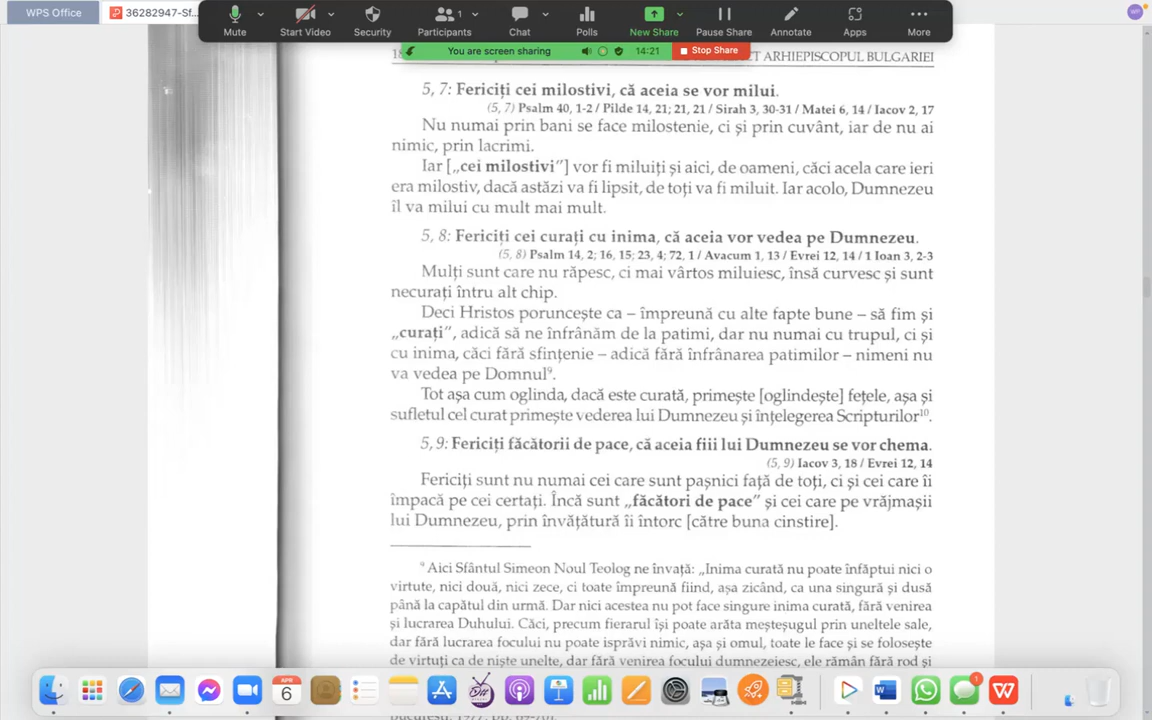 WPS Office
36282947-Sf...
WP
Mute
Start Video
Security
1
Participants
Chat
Polls
New Share
Pause Share
Annotate
Apps
More
You are screen sharing
14:21
Stop Share
ARHIEPISCOPUL BULGARIEI
5, 7: Fericiți cei milostivi, că aceia se vor milui.
(5, 7) Psalm 40, 1-2 / Pilde 14, 21; 21, 21 / Sirah 3, 30-31 / Matei 6, 14 / Iacov 2, 17
Nu numai prin bani se face milostenie, ci și prin cuvânt, iar de nu ai
nimic, prin lacrimi.
Iar [„cei milostivi”] vor fi miluiți și aici, de oameni, căci acela care ieri
era milostiv, dacă astăzi va fi lipsit, de toți va fi miluit. Iar acolo, Dumnezeu
îl va milui cu mult mai mult.
5, 8: Fericiți cei curați cu inima, că aceia vor vedea pe Dumnezeu.
(5, 8) Psalm 14, 2; 16, 15; 23, 4; 72, 1 / Avacum 1, 13 / Evrei 12, 14 / 1 Ioan 3, 2-3
Mulți sunt care nu răpesc, ci mai vârtos miluiesc, însă curvesc și sunt
necurați întru alt chip.
Deci Hristos poruncește ca – împreună cu alte fapte bune – să fim și
„curați”, adică să ne înfrânăm de la patimi, dar nu numai cu trupul, ci și
cu inima, căci fără sfințenie – adică fără înfrânarea patimilor – nimeni nu
va vedea pe Domnul⁹.
Tot așa cum oglinda, dacă este curată, primește [oglindește] fețele, așa și
sufletul cel curat primește vederea lui Dumnezeu și înțelegerea Scripturilor¹⁰.
5, 9: Fericiți făcătorii de pace, că aceia fiii lui Dumnezeu se vor chema.
(5, 9) Iacov 3, 18 / Evrei 12, 14
Fericiți sunt nu numai cei care sunt pașnici față de toți, ci și cei care îi
împacă pe cei certați. Încă sunt „făcători de pace” și cei care pe vrăjmașii
lui Dumnezeu, prin învățătură îi întorc [către buna cinstire].
⁹ Aici Sfântul Simeon Noul Teolog ne învață: „Inima curată nu poate înfăptui nici o
virtute, nici două, nici zece, ci toate împreună fiind, așa zicând, ca una singură și dusă
până la capătul din urmă. Dar nici acestea nu pot face singure inima curată, fără venirea
și lucrarea Duhului. Căci, precum fierarul își poate arăta meșteșugul prin uneltele sale,
dar fără lucrarea focului nu poate isprăvi nimic, așa și omul, toate le face și se folosește
de virtuți ca de niște unelte, dar fără venirea focului dumnezeiesc, ele rămân fără rod și
APR
6
1